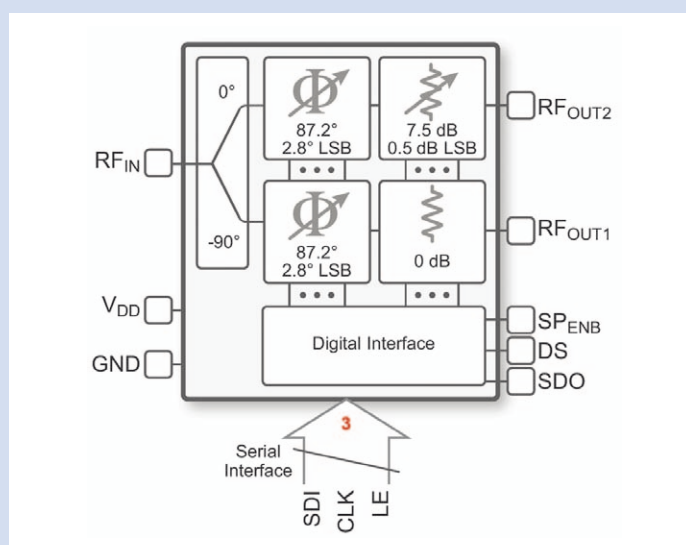 0°
Φ
87.2°
2.8° LSB
7.5 dB
0.5 dB LSB
RFOUT2
RFIN
-90°
Φ
87.2°
2.8° LSB
0 dB
RFOUT1
VDD
GND
Digital Interface
SPENB
DS
SDO
3
Serial
Interface
SDI
CLK
LE